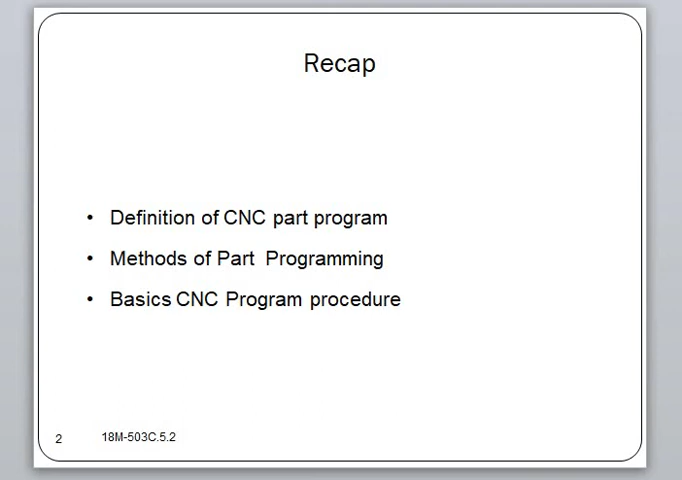 Recap
• Definition of CNC part program
• Methods of Part Programming
• Basics CNC Program procedure
2 18M-503C.5.2